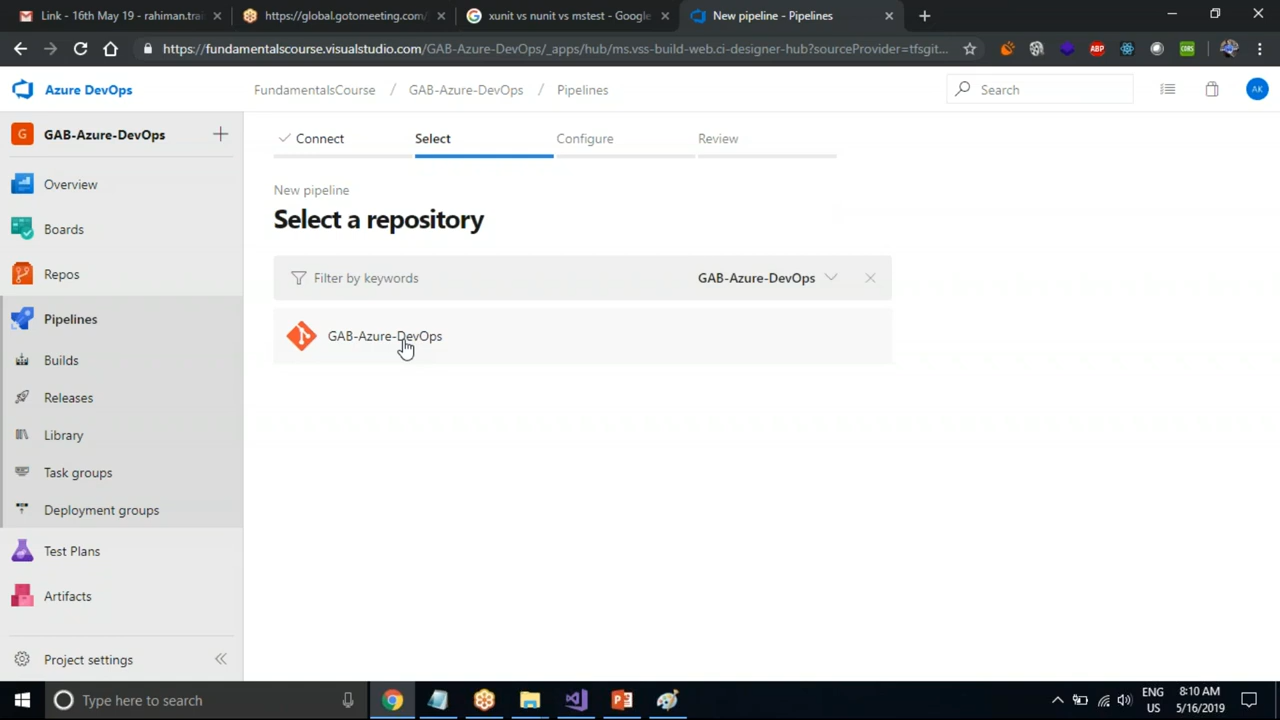 Link - 16th May 19 - rahiman.tra
https://global.gotomeeting.com/
xunit vs nunit vs mstest - Google
New pipeline - Pipelines
https://fundamentalscourse.visualstudio.com/GAB-Azure-DevOps/_apps/hub/ms.vss-build-web.ci-designer-hub?sourceProvider=tfsgit...
ABP
CORS
Azure DevOps
FundamentalsCourse / GAB-Azure-DevOps / Pipelines
Search
AK
G GAB-Azure-DevOps
Overview
Boards
Repos
Pipelines
Builds
Releases
Library
Task groups
Deployment groups
Test Plans
Artifacts
Project settings
Connect
Select
Configure
Review
New pipeline
Select a repository
Filter by keywords
GAB-Azure-DevOps
GAB-Azure-DevOps
Type here to search
ENG
US
8:10 AM
5/16/2019